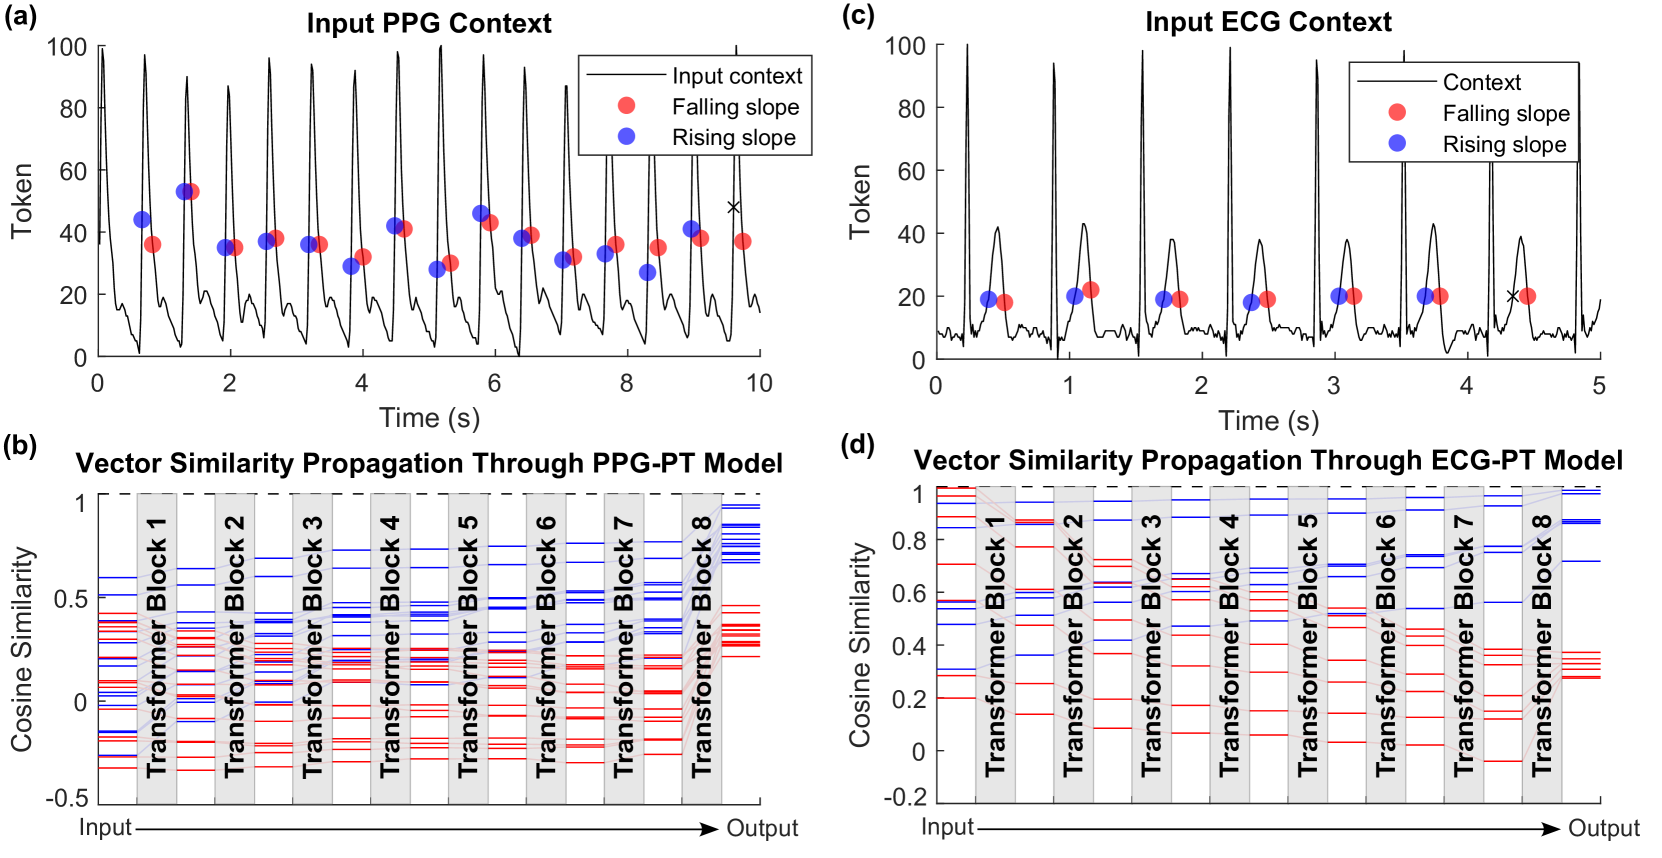 (a)
Input PPG Context
100
80
60
40
20
0
Token
Input context
Falling slope
Rising slope
0 2 4 6 8 10
Time (s)
(c)
Input ECG Context
100
80
60
40
20
0
Token
Context
Falling slope
Rising slope
0 1 2 3 4 5
Time (s)
(b)
Vector Similarity Propagation Through PPG-PT Model
1
0.5
0
-0.5
Cosine Similarity
Transformer Block 1
Transformer Block 2
Transformer Block 3
Transformer Block 4
Transformer Block 5
Transformer Block 6
Transformer Block 7
Transformer Block 8
Input Output
(d)
Vector Similarity Propagation Through ECG-PT Model
1
0.8
0.6
0.4
0.2
0
-0.2
Cosine Similarity
Transformer Block 1
Transformer Block 2
Transformer Block 3
Transformer Block 4
Transformer Block 5
Transformer Block 6
Transformer Block 7
Transformer Block 8
Input Output